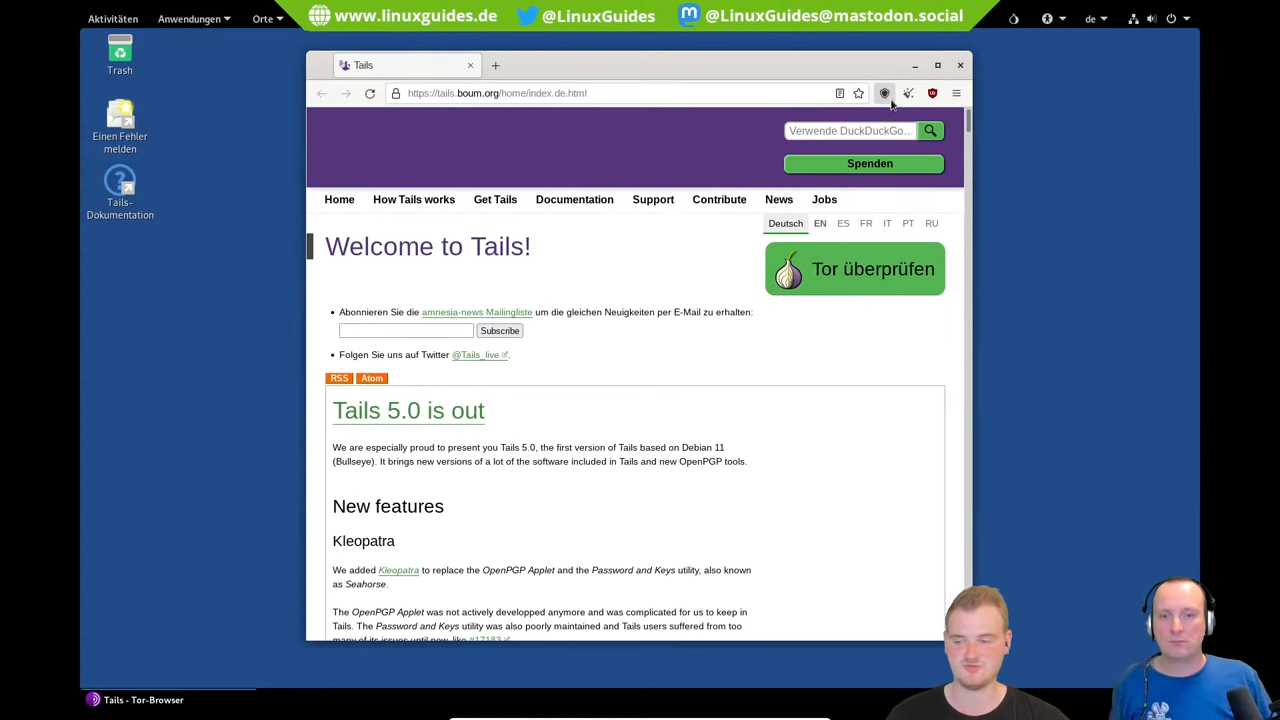 www.linuxguides.de @LinuxGuides @LinuxGuides@mastodon.social
Aktivitäten Anwendungen Orte de
Trash
Einen Fehler
melden
Tails-
Dokumentation
Tails
https://tails.boum.org/home/index.de.html
Verwende DuckDuckGo…
Spenden
Home How Tails works Get Tails Documentation Support Contribute News Jobs
Deutsch EN ES FR IT PT RU
Welcome to Tails!
Tor überprüfen
Abonnieren Sie die amnesia-news Mailingliste um die gleichen Neuigkeiten per E-Mail zu erhalten:
Subscribe
Folgen Sie uns auf Twitter @Tails_live.
RSS Atom
Tails 5.0 is out
We are especially proud to present you Tails 5.0, the first version of Tails based on Debian 11
(Bullseye). It brings new versions of a lot of the software included in Tails and new OpenPGP tools.
New features
Kleopatra
We added Kleopatra to replace the OpenPGP Applet and the Password and Keys utility, also known
as Seahorse.
The OpenPGP Applet was not actively developped anymore and was complicated for us to keep in
Tails. The Password and Keys utility was also poorly maintained and Tails users suffered from too
many of its issues until now, like #17183
Tails - Tor-Browser